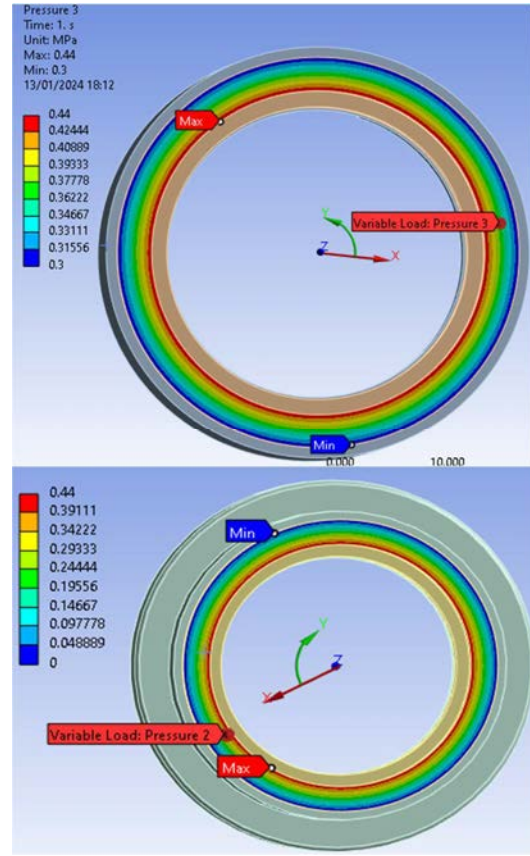 Pressure 3
Time: 1. s
Unit: MPa
Max: 0.44
Min: 0.3
13/01/2024 18:12
0.44
0.42444
0.40889
0.39333
0.37778
0.36222
0.34667
0.33111
0.31556
0.3
Max
Variable Load: Pressure 3
Y
Z
X
Min
0.000
10.000
0.44
0.39111
0.34222
0.29333
0.24444
0.19556
0.14667
0.097778
0.048889
0
Min
Y
Z
X
Variable Load: Pressure 2
Max